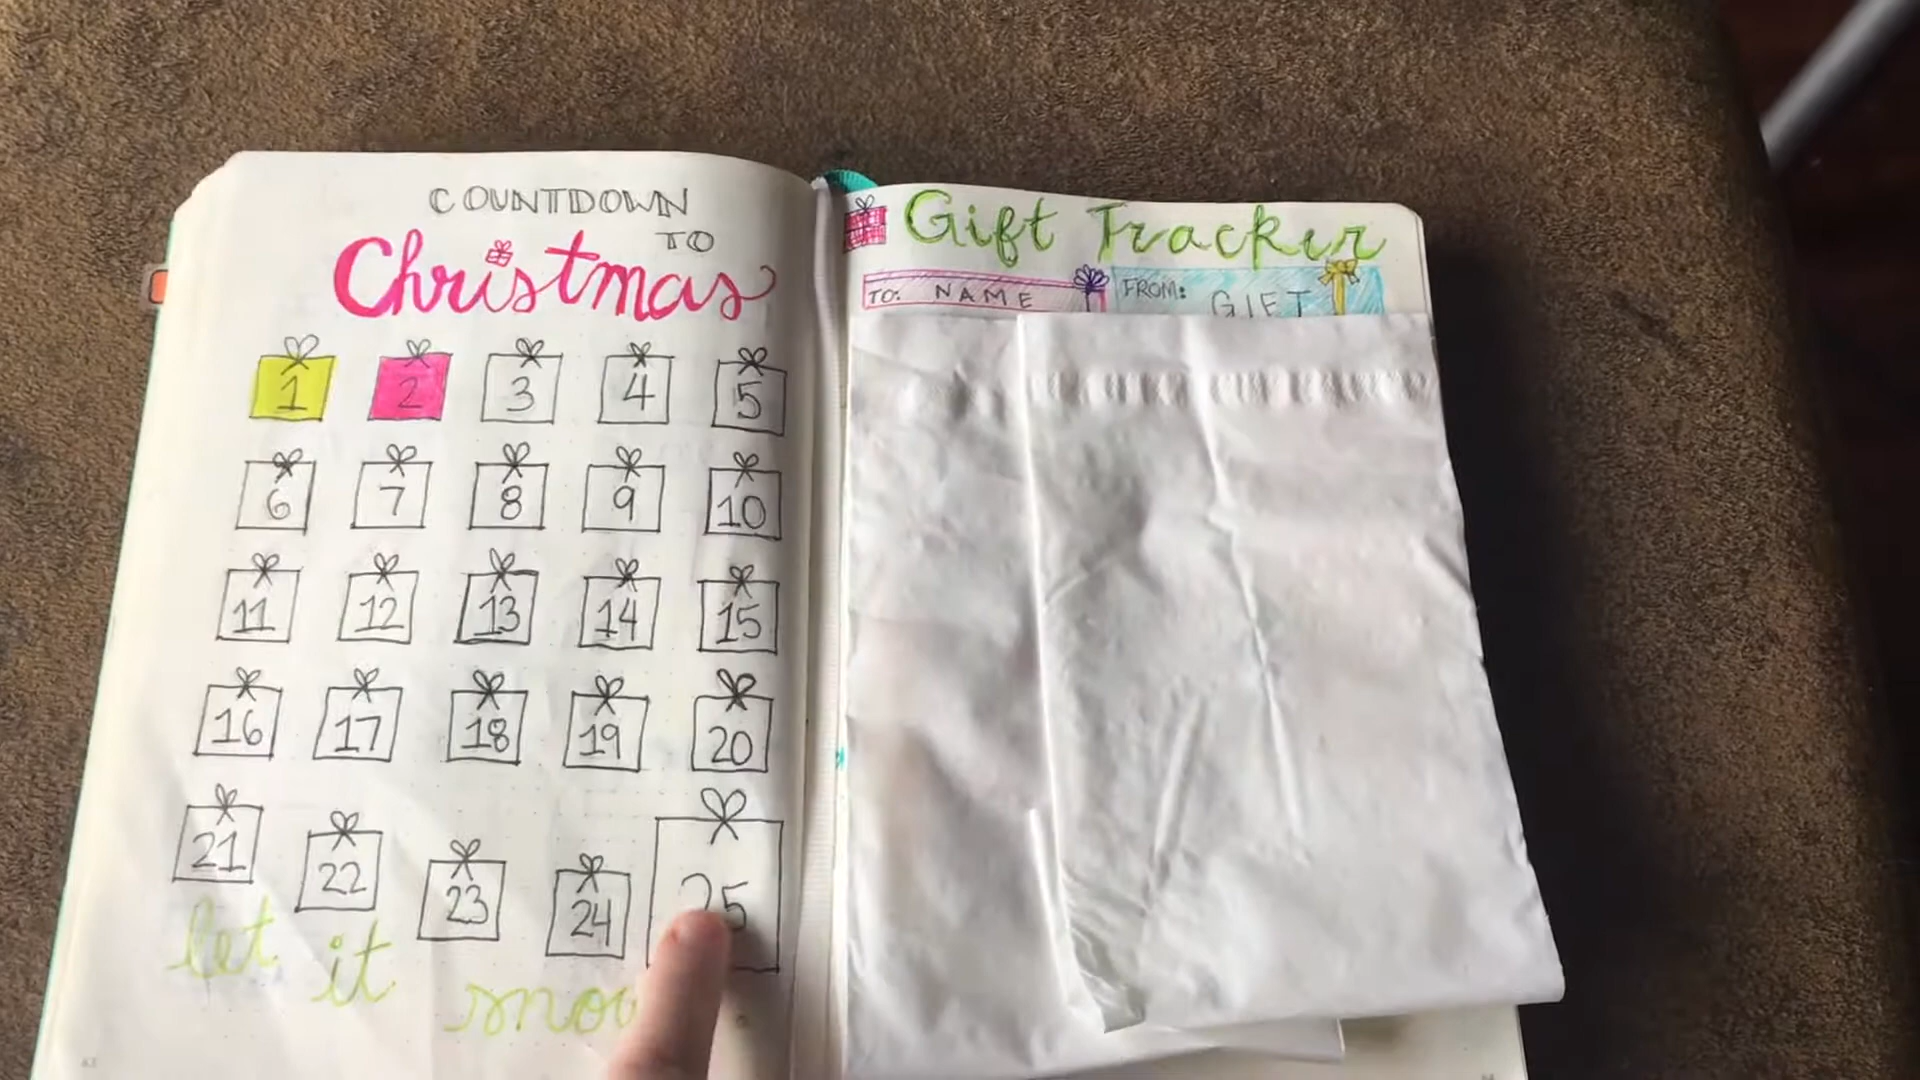 COUNTDOWN
TO
Christmas
1 2 3 4 5
6 7 8 9 10
11 12 13 14 15
16 17 18 19 20
21 22 23 24 25
let it
Gift Tracker
TO: NAME FROM: GIFT